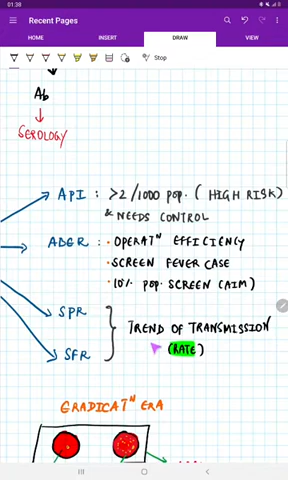 01:38
Recent Pages
HOME INSERT DRAW VIEW
Stop
Ab
SEROLOGY
API : >2/1000 POP. (HIGH RISK)
& NEEDS CONTROL
ABER : • OPERATᴺ EFFICIENCY
• SCREEN FEVER CASE
• 10% POP. SCREEN (AIM)
SPR
TREND OF TRANSMISSION
(RATE)
SFR
ERADICATᴺ ERA